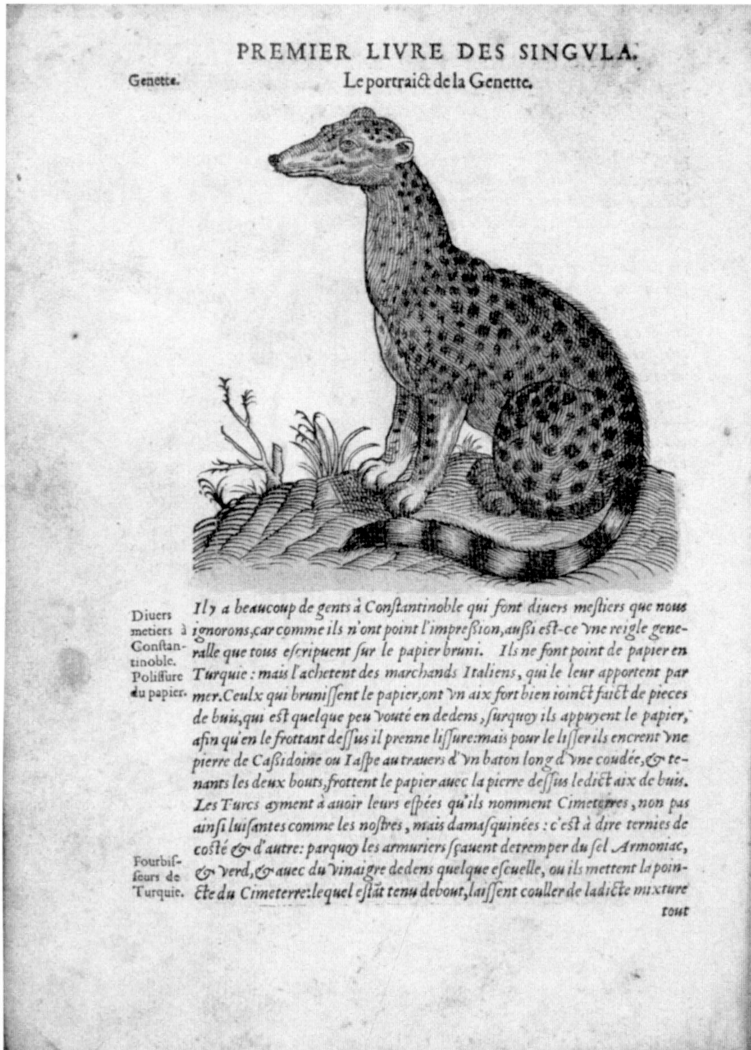 PREMIER LIVRE DES SINGVLA.
Genette.
Le portraict de la Genette.
Diuers
metiers à
Constan-
tinoble.
Polissure
du papier.
Il y a beaucoup de gents à Constantinoble qui font diuers mestiers que nous
ignorons, car comme ils n'ont point l'impression, aussi est-ce vne reigle gene-
ralle que tous escripuent sur le papier bruni. Ils ne font point de papier en
Turquie : mais l'achetent des marchands Italiens, qui le leur apportent par
mer. Ceulx qui brunissent le papier, ont vn aix fort bien ioinct faict de pieces
de buis, qui est quelque peu vouté en dedens, surquoy ils appuyent le papier,
afin qu'en le frottant dessus il prenne lissure: mais pour le lisser ils encrent vne
pierre de Cassidoine ou Iaspe au trauers d'vn baton long d'vne coudée, & te-
nants les deux bouts, frottent le papier auec la pierre dessus ledict aix de buis.
Les Turcs ayment à auoir leurs espées qu'ils nomment Cimeterres, non pas
ainsi luisantes comme les nostres, mais damasquinées : c'est à dire ternies de
costé & d'autre: parquoy les armuriers sçauent detremper du sel Armoniac,
& verd, & auec du vinaigre dedens quelque escuelle, ou ils mettent la poin-
cte du Cimeterre: lequel estãt tenu debout, laissent couller de ladicte mixture
Fourbis-
seurs de
Turquie.
tout